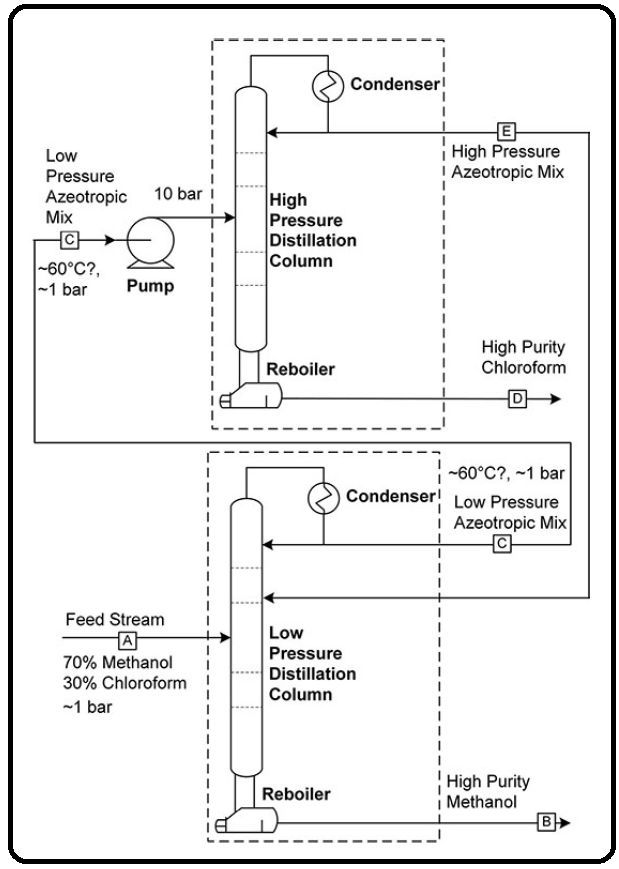 Condenser
E
High Pressure
Azeotropic Mix
Low
Pressure
Azeotropic
Mix
C
~60°C?,
~1 bar
10 bar
Pump
High
Pressure
Distillation
Column
Reboiler
High Purity
Chloroform
D
~60°C?, ~1 bar
Low Pressure
Azeotropic Mix
C
Condenser
Feed Stream
A
70% Methanol
30% Chloroform
~1 bar
Low
Pressure
Distillation
Column
Reboiler
High Purity
Methanol
B